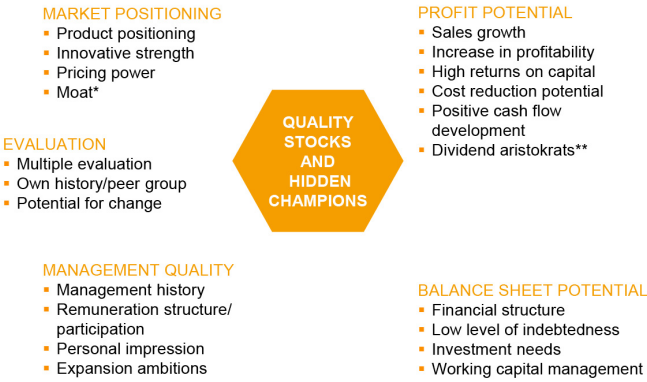 MARKET POSITIONING
▪ Product positioning
▪ Innovative strength
▪ Pricing power
▪ Moat*
PROFIT POTENTIAL
▪ Sales growth
▪ Increase in profitability
▪ High returns on capital
▪ Cost reduction potential
▪ Positive cash flow
development
▪ Dividend aristokrats**
QUALITY
STOCKS
AND
HIDDEN
CHAMPIONS
EVALUATION
▪ Multiple evaluation
▪ Own history/peer group
▪ Potential for change
MANAGEMENT QUALITY
▪ Management history
▪ Remuneration structure/
participation
▪ Personal impression
▪ Expansion ambitions
BALANCE SHEET POTENTIAL
▪ Financial structure
▪ Low level of indebtedness
▪ Investment needs
▪ Working capital management